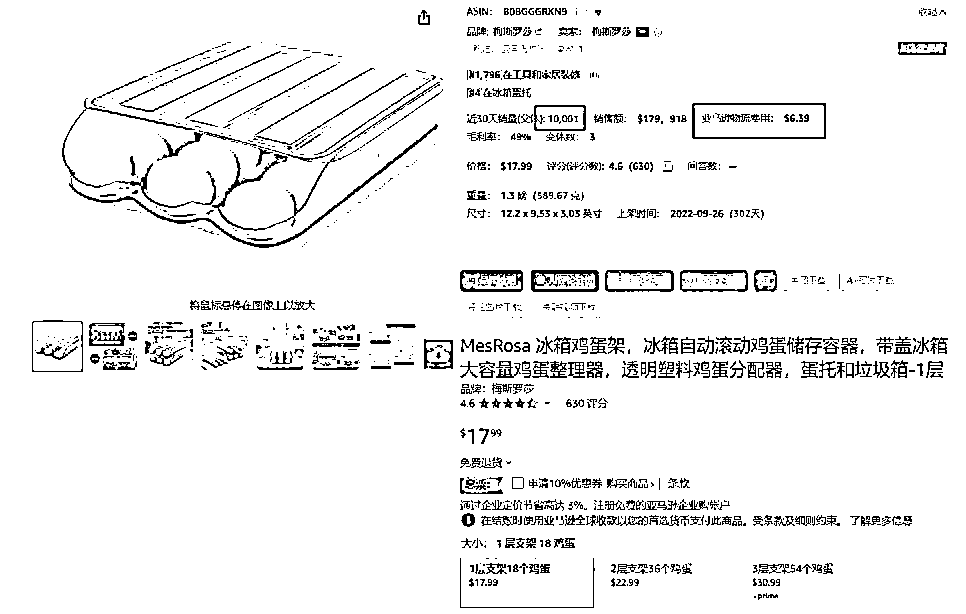 ASIN: B0BGGGRXN9
收起
品牌: 梅斯罗莎 卖家: 梅斯罗莎
#1,796 在工具和家居装修
#4 在冰箱蛋托
近30天销量(父体): 10,001 销售额: $179, 918 亚马逊物流费用: $6.39
毛利率: 49% 变体数: 3
价格: $17.99 评分(评分数): 4.6 (630) 问答数: —
重量: 1.3 磅 (589.67 克)
尺寸: 12.2 x 9.53 x 3.03 英寸 上架时间: 2022-09-26 (302天)
将鼠标悬停在图像上以放大
MesRosa 冰箱鸡蛋架，冰箱自动滚动鸡蛋储存容器，带盖冰箱
大容量鸡蛋整理器，透明塑料鸡蛋分配器，蛋托和垃圾箱-1层
品牌: 梅斯罗莎
4.6 630 评分
$17 99
免费退货
申请10%优惠券 购买商品 › | 条款
通过企业定价节省高达 3%。注册免费的亚马逊企业购帐户
在结账时使用亚马逊全球收款以您的首选货币支付此商品。受条款及细则约束。 了解更多信息
大小: 1 层支架 18 鸡蛋
1层支架18个鸡蛋 2层支架36个鸡蛋 3层支架54个鸡蛋
$17.99 $22.99 $30.99
prime